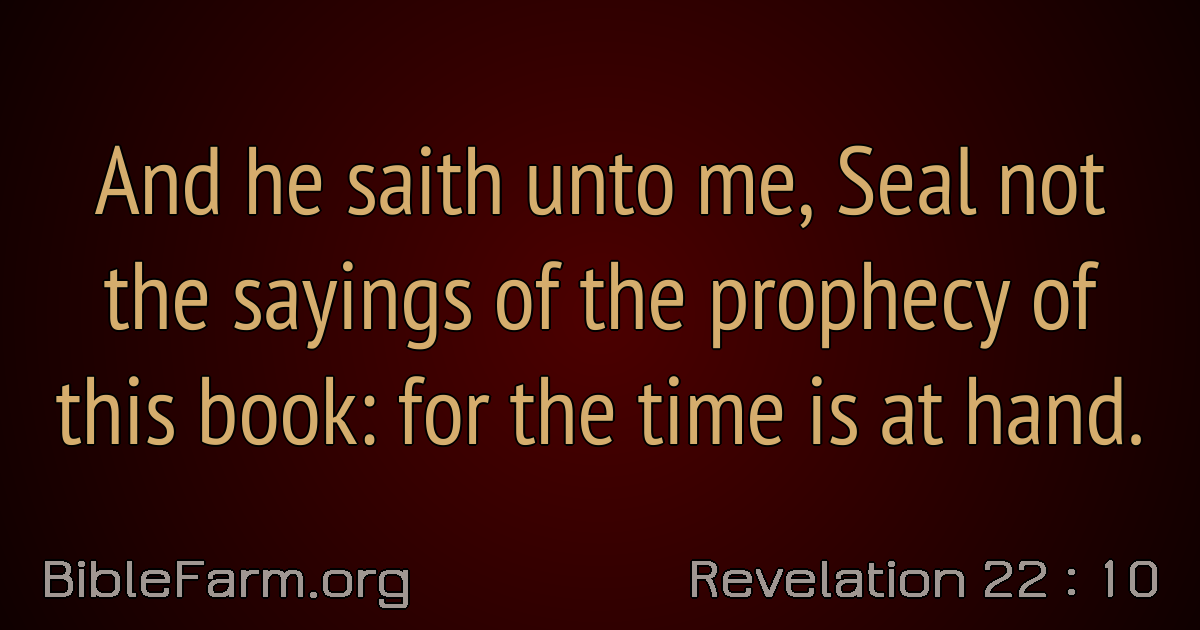 And he saith unto me, Seal not
the sayings of the prophecy of
this book: for the time is at hand.
BibleFarm.org
Revelation 22 : 10